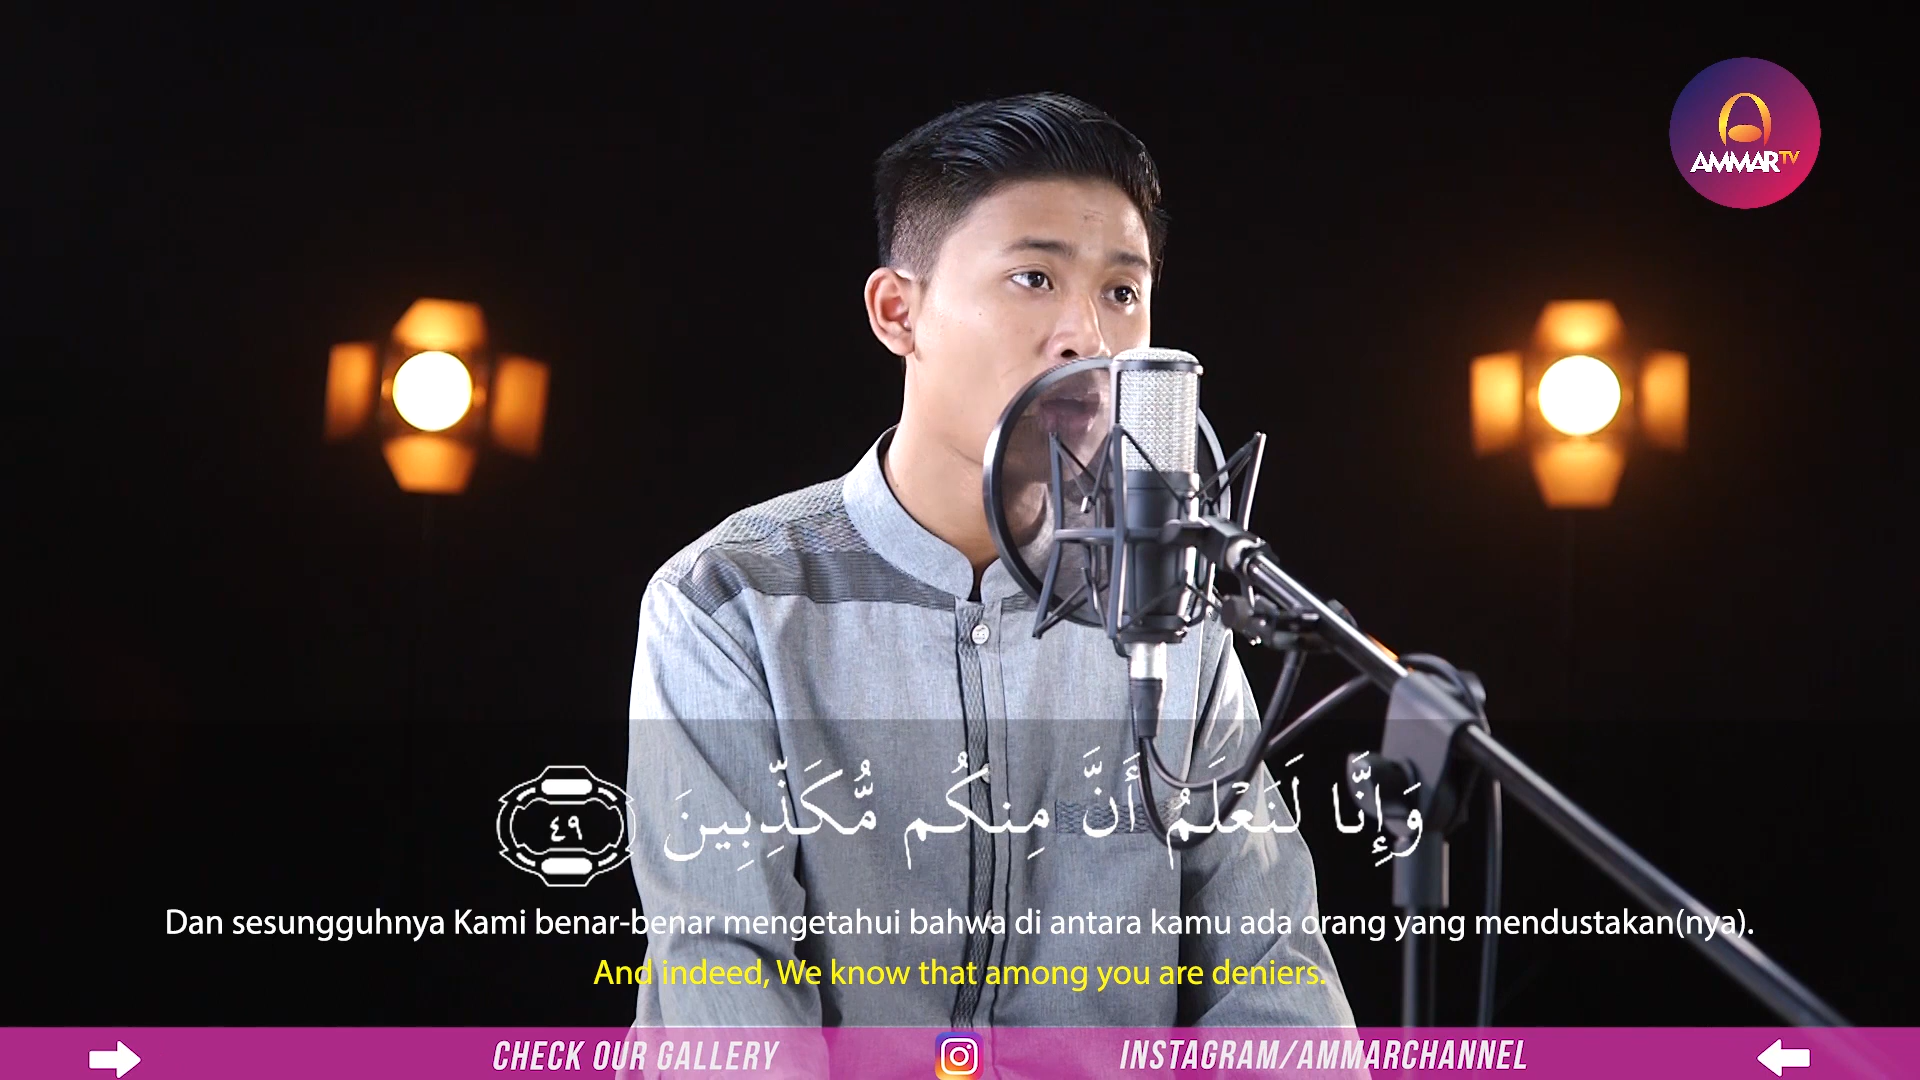 AMMARTV
وَإِنَّا لَنَعْلَمُ أَنَّ مِنكُم مُّكَذِّبِينَ ٤٩
Dan sesungguhnya Kami benar-benar mengetahui bahwa di antara kamu ada orang yang mendustakan(nya).
And indeed, We know that among you are deniers.
CHECK OUR GALLERY INSTAGRAM/AMMARCHANNEL